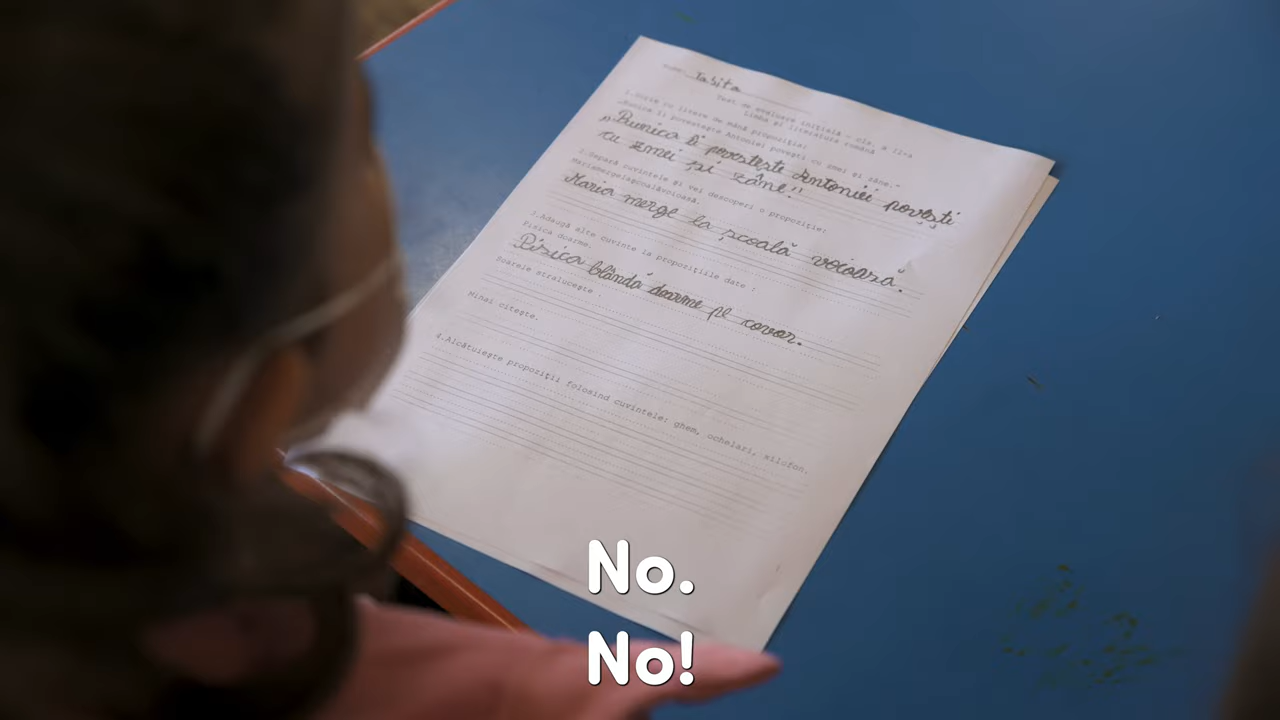 Nume: Tabita
Test de evaluare inițială - cls. a II-a
Limba și literatura română
1.Scrie cu litere de mână propoziția:
„Bunica îi povestește Antoniei povești cu zmei și zâne."
„Bunica îi povestește Antoniei povești
cu zmei și zâne!"
2.Separă cuvintele și vei descoperi o propoziție:
Mariamergelașcoalăvoioasă.
Maria merge la școală voioasă.
3.Adaugă alte cuvinte la propozițiile date :
Pisica doarme.
Pisica blândă doarme pe covor.
Soarele stralucește .
Mihai citește.
4.Alcătuiește propoziții folosind cuvintele: ghem, ochelari, xilofon.
No.
No!